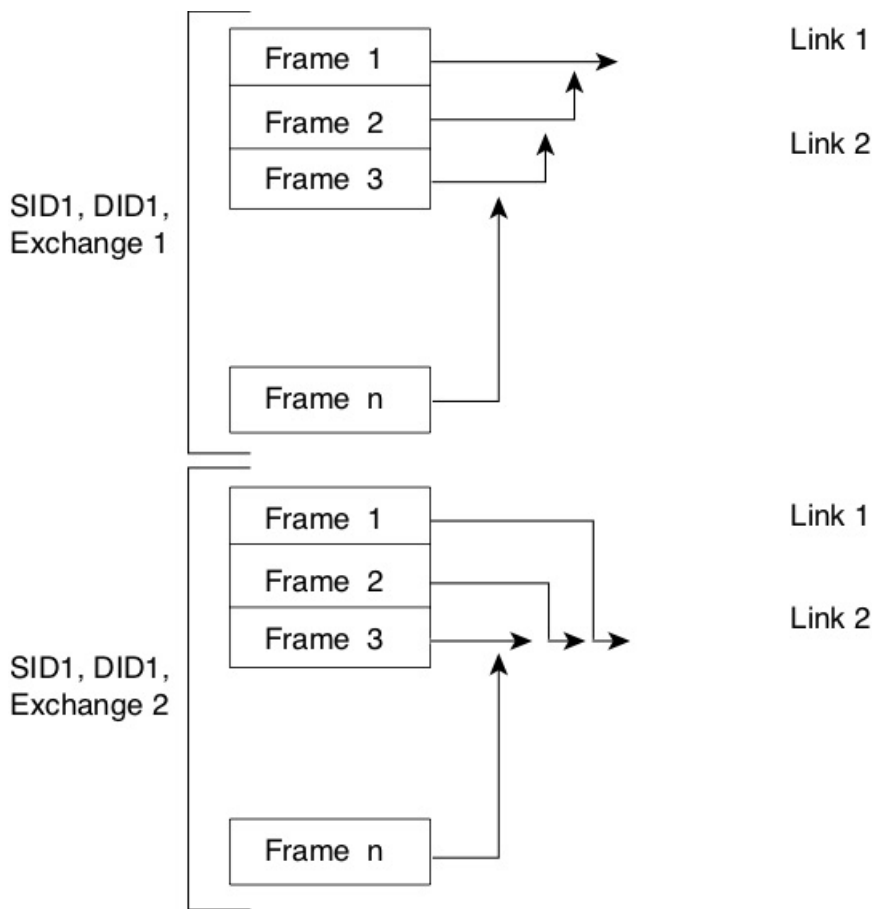 Frame 1
Link 1
Frame 2
Link 2
Frame 3
SID1, DID1,
Exchange 1
Frame n
Frame 1
Link 1
Frame 2
Link 2
Frame 3
SID1, DID1,
Exchange 2
Frame n